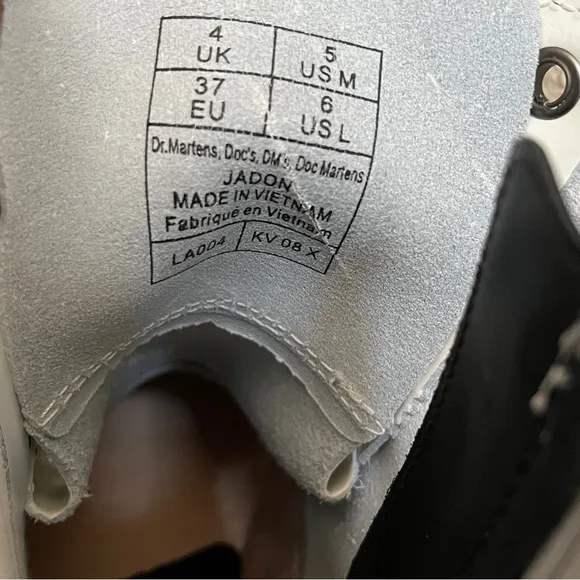 4 5
UK US M
37 6
EU US L
Dr.Martens, Doc's, DM's, Doc Martens
JADON
MADE IN VIETNAM
Fabriqué en Vietnam
LA004 KV 08 X